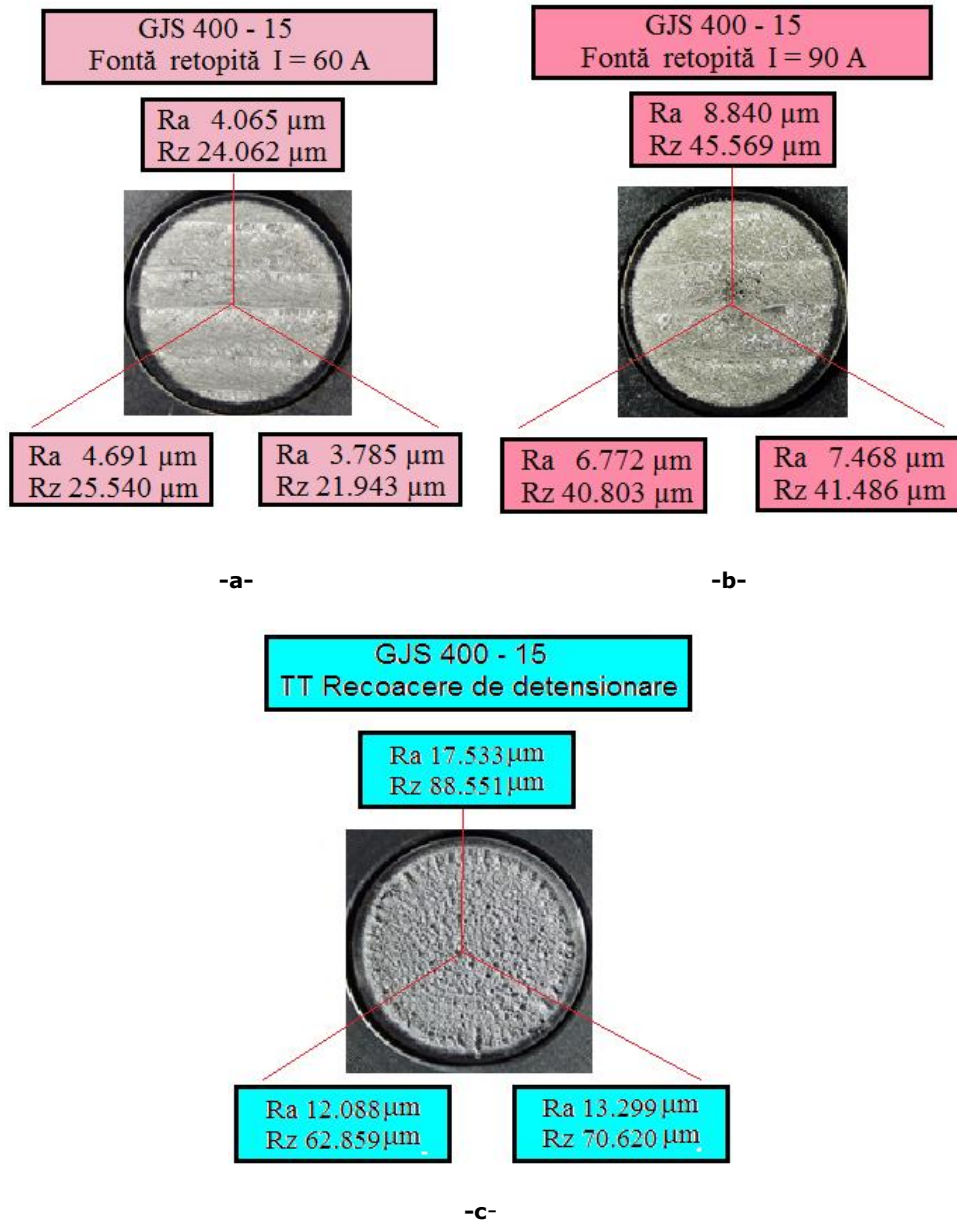 GJS 400 - 15
Fontă retopită I = 60 A
Ra 4.065 µm
Rz 24.062 µm
Ra 4.691 µm
Rz 25.540 µm
Ra 3.785 µm
Rz 21.943 µm
-a-
GJS 400 - 15
Fontă retopită I = 90 A
Ra 8.840 µm
Rz 45.569 µm
Ra 6.772 µm
Rz 40.803 µm
Ra 7.468 µm
Rz 41.486 µm
-b-
GJS 400 - 15
TT Recoacere de detensionare
Ra 17.533 µm
Rz 88.551 µm
Ra 12.088 µm
Rz 62.859 µm
Ra 13.299 µm
Rz 70.620 µm
-c-